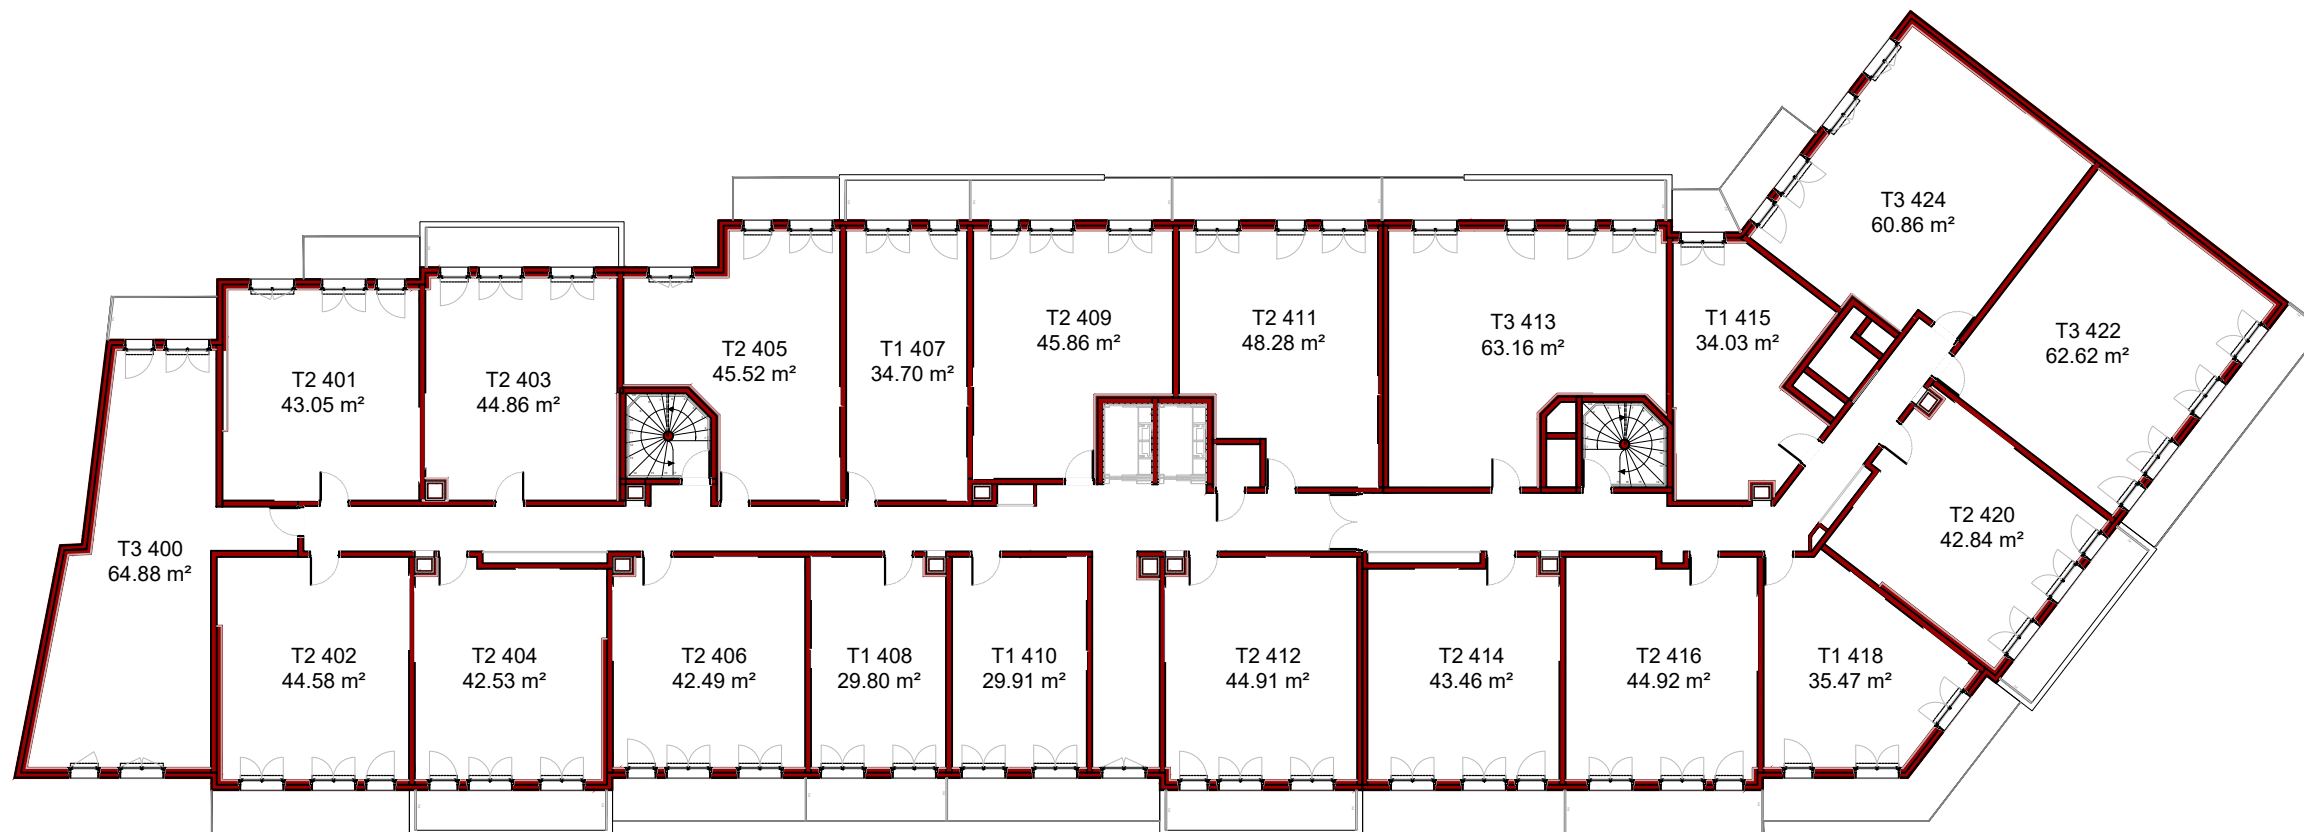 T3 424
60.86 m²
T3 422
62.62 m²
T2 409
45.86 m²
T2 411
48.28 m²
T3 413
63.16 m²
T1 415
34.03 m²
T2 405
45.52 m²
T1 407
34.70 m²
T2 401
43.05 m²
T2 403
44.86 m²
T3 400
64.88 m²
T2 420
42.84 m²
T2 402
44.58 m²
T2 404
42.53 m²
T2 406
42.49 m²
T1 408
29.80 m²
T1 410
29.91 m²
T2 412
44.91 m²
T2 414
43.46 m²
T2 416
44.92 m²
T1 418
35.47 m²